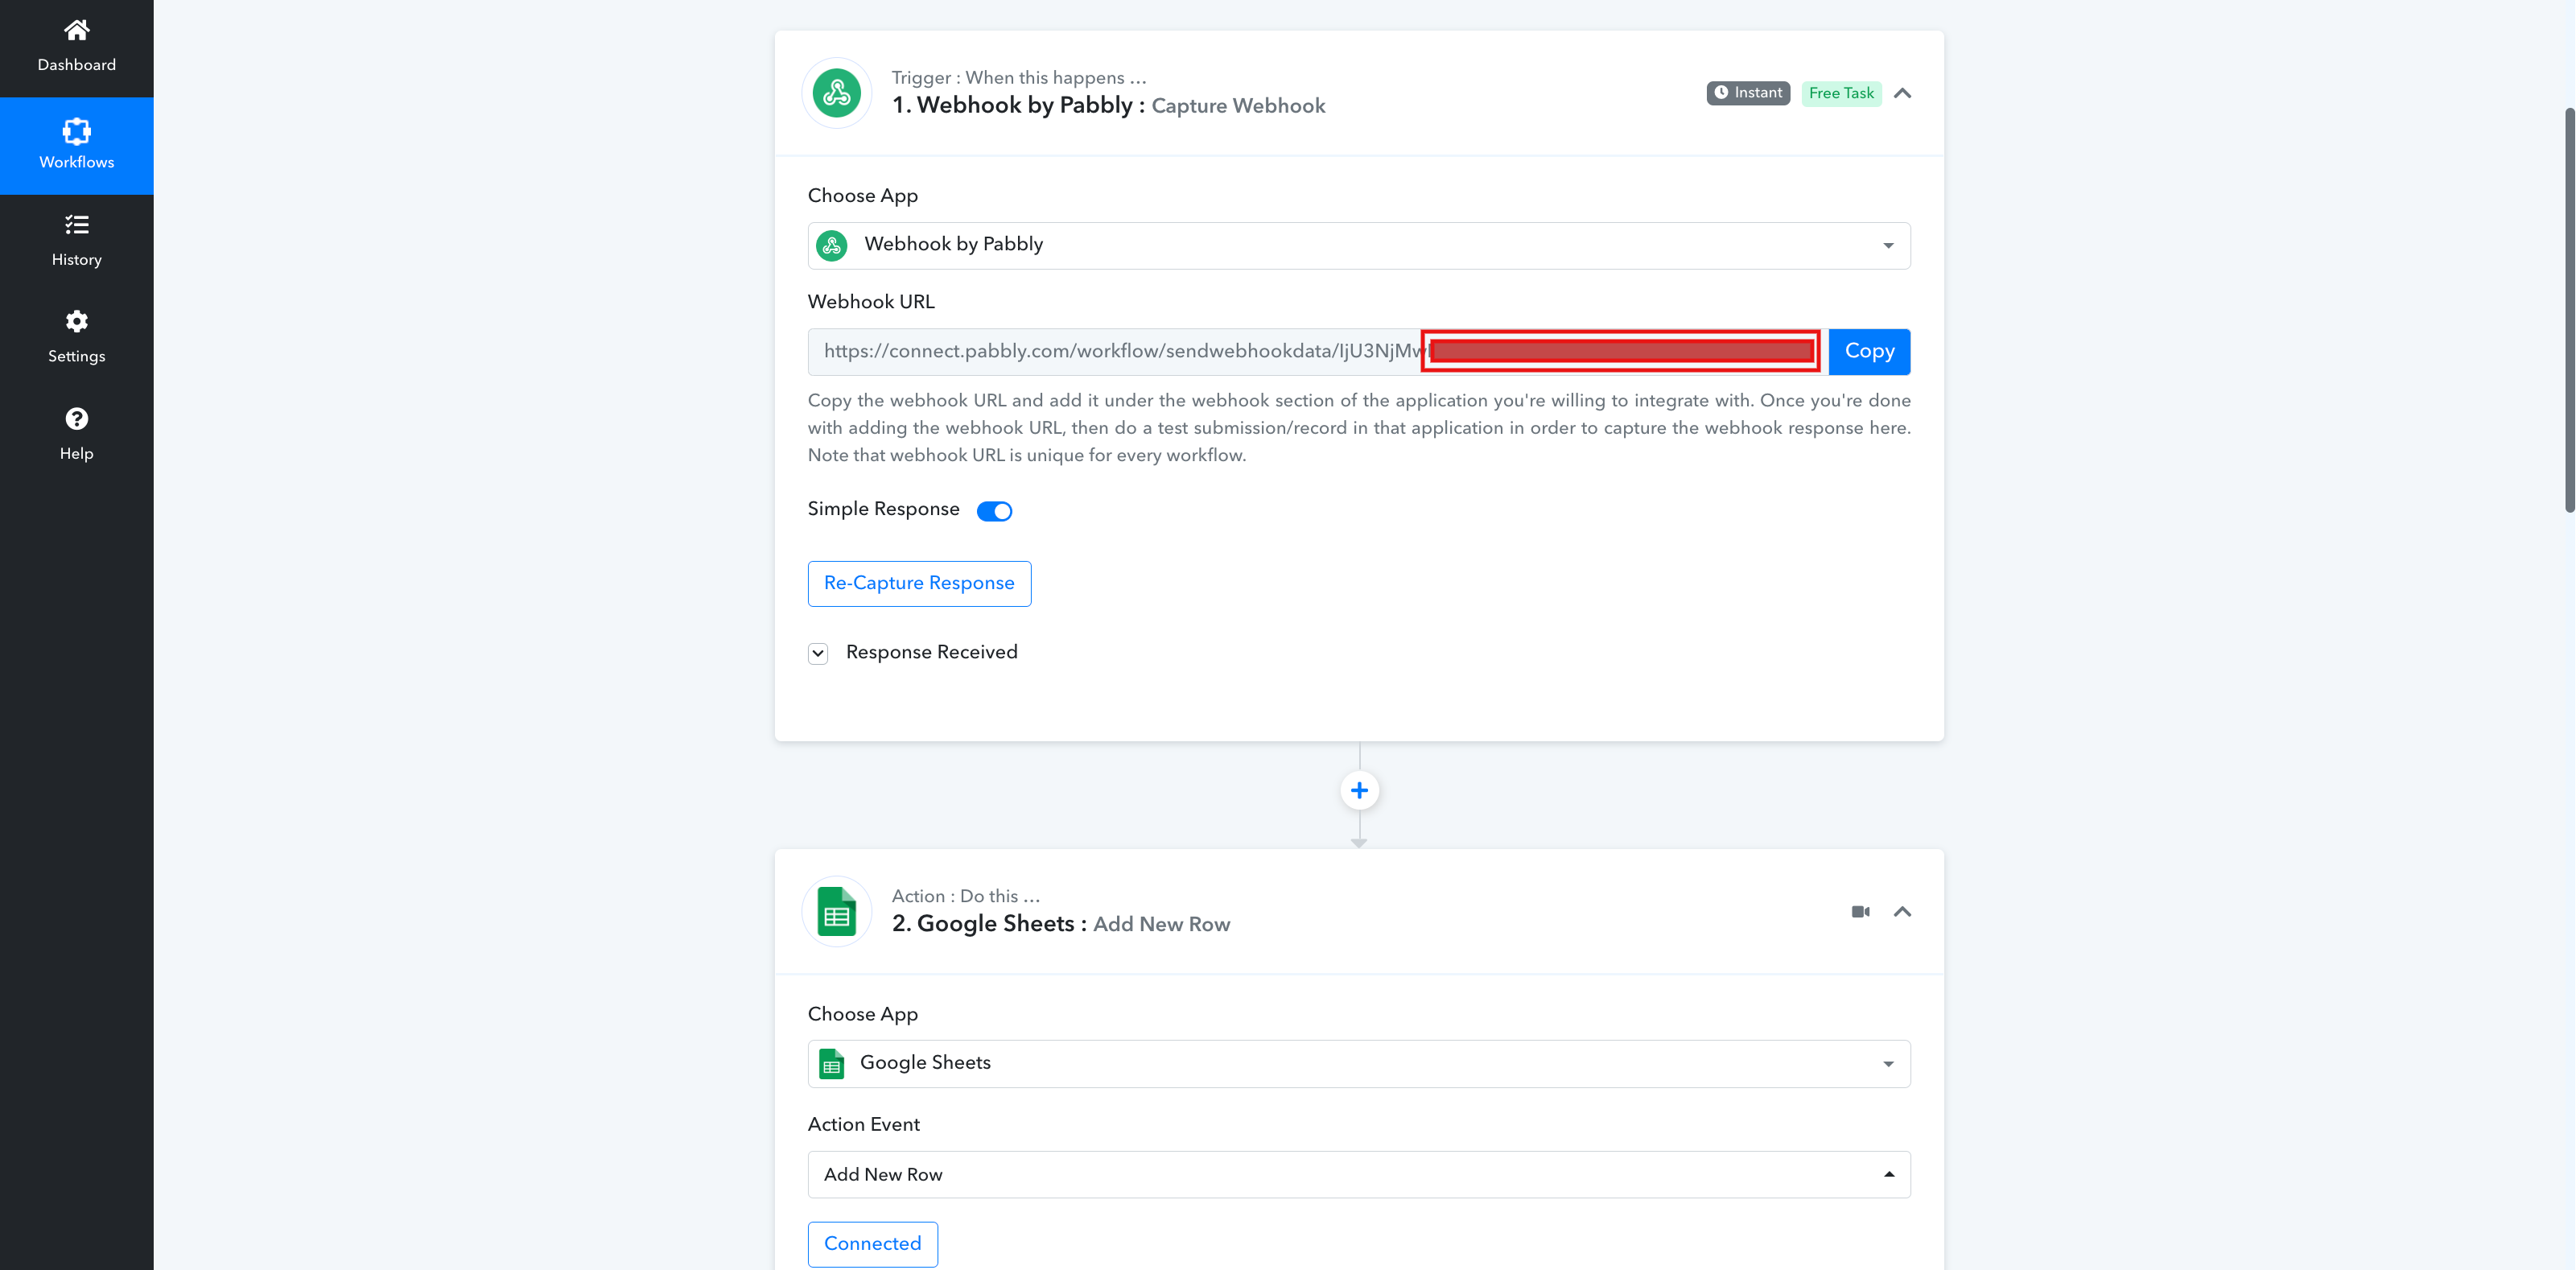 Dashboard
Workflows
History
Settings
Help
Trigger : When this happens ...
1. Webhook by Pabbly : Capture Webhook
Instant
Free Task
Choose App
Webhook by Pabbly
Webhook URL
https://connect.pabbly.com/workflow/sendwebhookdata/IjU3NjMw
Copy
Copy the webhook URL and add it under the webhook section of the application you're willing to integrate with. Once you're done
with adding the webhook URL, then do a test submission/record in that application in order to capture the webhook response here.
Note that webhook URL is unique for every workflow.
Simple Response
Re-Capture Response
Response Received
Action : Do this ...
2. Google Sheets : Add New Row
Choose App
Google Sheets
Action Event
Add New Row
Connected